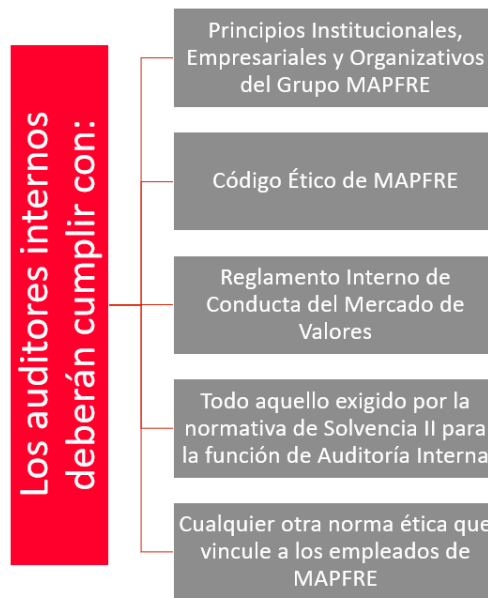 Los auditores internos
deberán cumplir con:
Principios Institucionales,
Empresariales y Organizativos
del Grupo MAPFRE
Código Ético de MAPFRE
Reglamento Interno de
Conducta del Mercado de
Valores
Todo aquello exigido por la
normativa de Solvencia II para
la función de Auditoría Interna
Cualquier otra norma ética que
vincule a los empleados de
MAPFRE